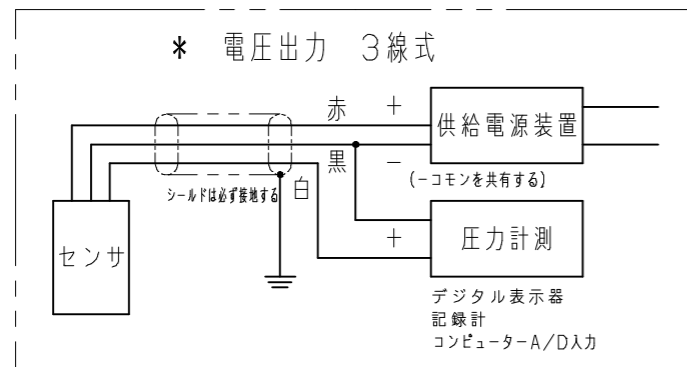 * 電圧出力 3線式
赤 +
供給電源装置
黒 -
(-コモンを共有する)
シールドは必ず接地する
白
センサ
+
圧力計測
デジタル表示器
記録計
コンピューターA/D入力